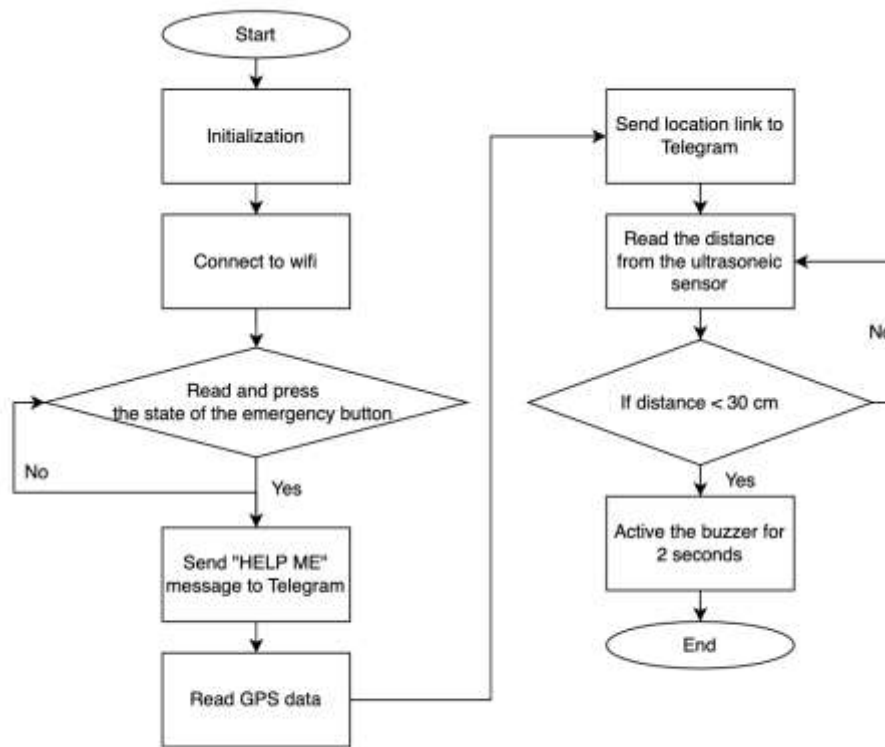 Start
Initialization
Connect to wifi
Read and press
the state of the emergency button
No
Yes
Send "HELP ME"
message to Telegram
Read GPS data
Send location link to
Telegram
Read the distance
from the ultrasoneic
sensor
No
If distance < 30 cm
Yes
Active the buzzer for
2 seconds
End